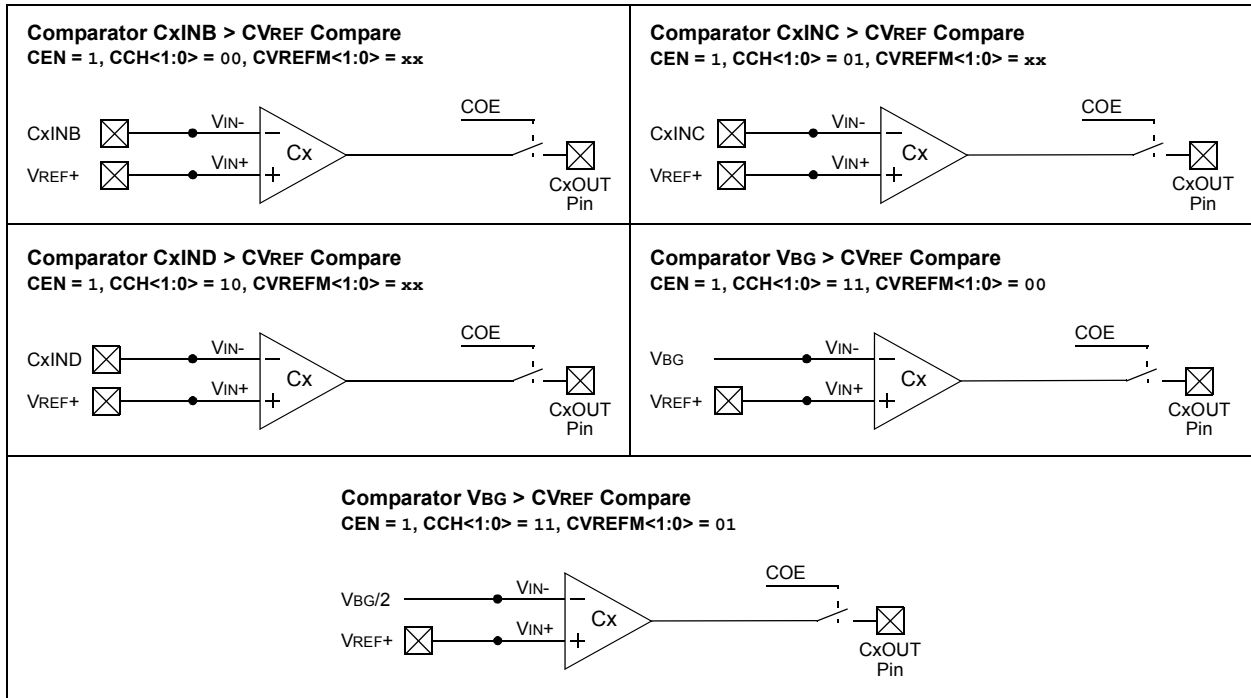 Comparator CxINB > CVREF Compare
CEN = 1, CCH<1:0> = 00, CVREFM<1:0> = xx
COE
CxINB
VIN-
VREF+
VIN+
Cx
CxOUT
Pin
Comparator CxINC > CVREF Compare
CEN = 1, CCH<1:0> = 01, CVREFM<1:0> = xx
COE
CxINC
VIN-
VREF+
VIN+
Cx
CxOUT
Pin
Comparator CxIND > CVREF Compare
CEN = 1, CCH<1:0> = 10, CVREFM<1:0> = xx
COE
CxIND
VIN-
VREF+
VIN+
Cx
CxOUT
Pin
Comparator VBG > CVREF Compare
CEN = 1, CCH<1:0> = 11, CVREFM<1:0> = 00
COE
VBG
VIN-
VREF+
VIN+
Cx
CxOUT
Pin
Comparator VBG > CVREF Compare
CEN = 1, CCH<1:0> = 11, CVREFM<1:0> = 01
COE
VBG/2
VIN-
VREF+
VIN+
Cx
CxOUT
Pin